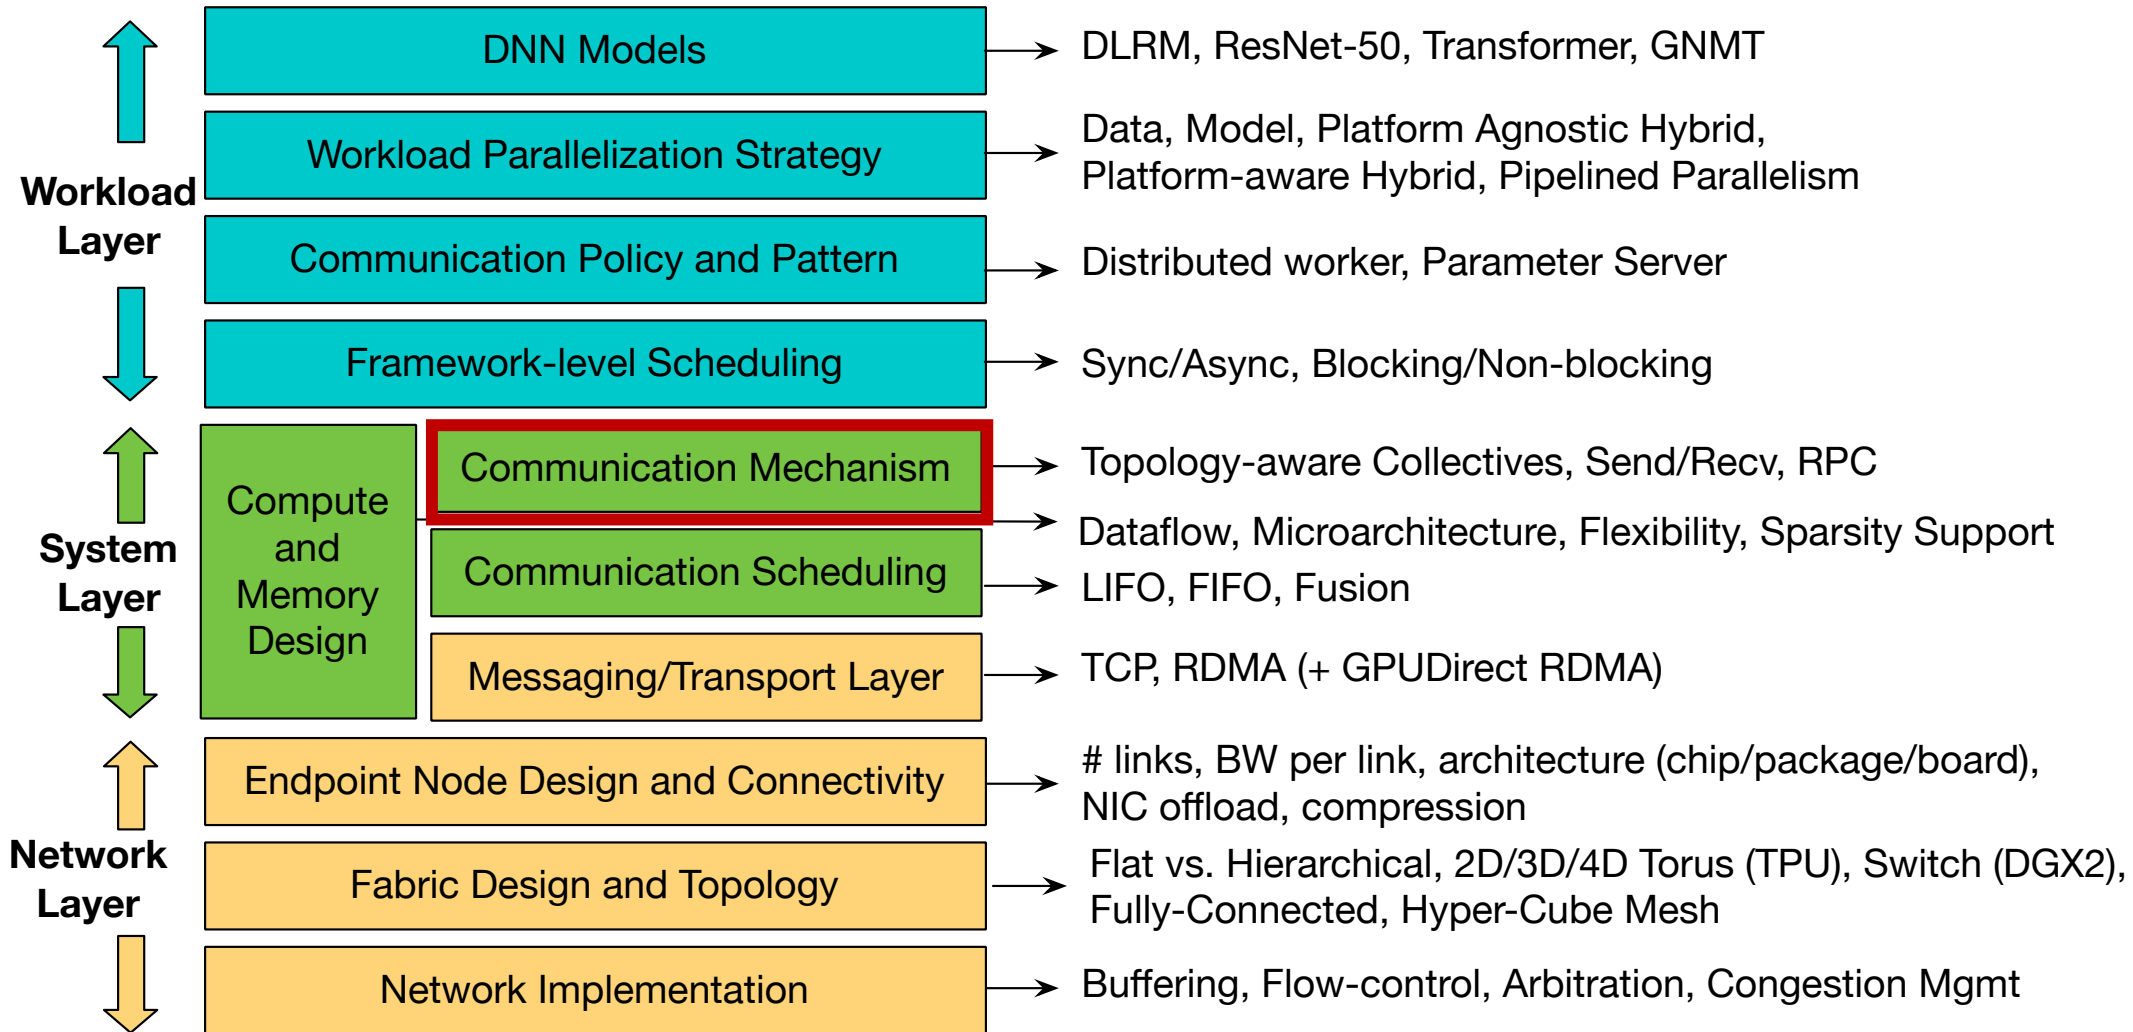 DNN Models
DLRM, ResNet-50, Transformer, GNMT
Workload Parallelization Strategy
Data, Model, Platform Agnostic Hybrid,
Platform-aware Hybrid, Pipelined Parallelism
Workload
Layer
Communication Policy and Pattern
Distributed worker, Parameter Server
Framework-level Scheduling
Sync/Async, Blocking/Non-blocking
System
Layer
Compute
and
Memory
Design
Communication Mechanism
Topology-aware Collectives, Send/Recv, RPC
Dataflow, Microarchitecture, Flexibility, Sparsity Support
Communication Scheduling
LIFO, FIFO, Fusion
Messaging/Transport Layer
TCP, RDMA (+ GPUDirect RDMA)
Network
Layer
Endpoint Node Design and Connectivity
# links, BW per link, architecture (chip/package/board),
NIC offload, compression
Fabric Design and Topology
Flat vs. Hierarchical, 2D/3D/4D Torus (TPU), Switch (DGX2),
Fully-Connected, Hyper-Cube Mesh
Network Implementation
Buffering, Flow-control, Arbitration, Congestion Mgmt